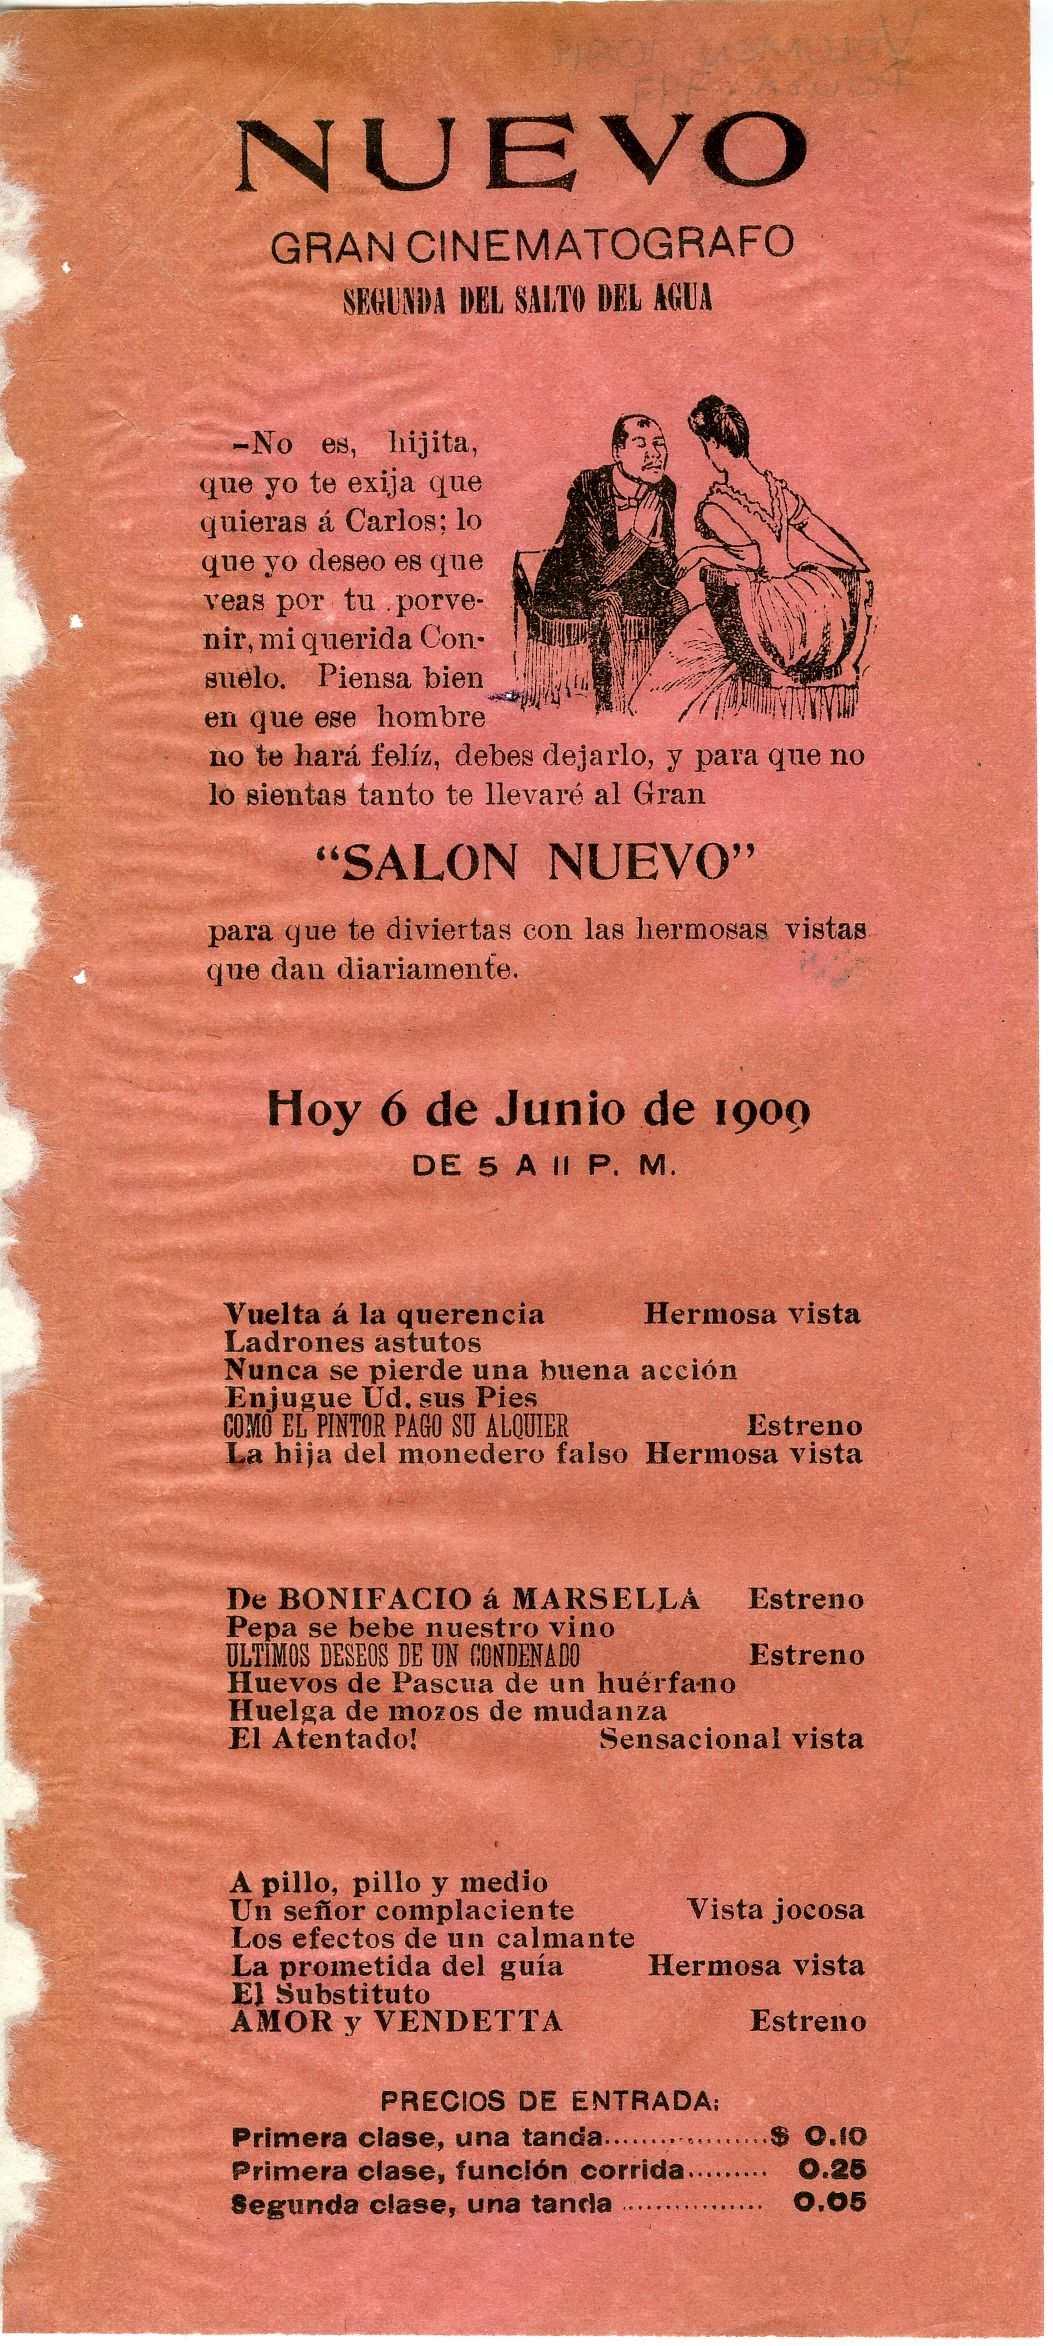 NUEVO
GRAN CINEMATOGRAFO
SEGUNDA DEL SALTO DEL AGUA
–No es, hijita,
que yo te exija que
quieras á Carlos; lo
que yo deseo es que
veas por tu porve-
nir, mi querida Con-
suelo. Piensa bien
en que ese hombre
no te hará felíz, debes dejarlo, y para que no
lo sientas tanto te llevaré al Gran
“SALON NUEVO”
para que te diviertas con las hermosas vistas
que dan diariamente.
Hoy 6 de Junio de 1909
DE 5 A 11 P. M.
Vuelta á la querencia Hermosa vista
Ladrones astutos
Nunca se pierde una buena acción
Enjugue Ud. sus Pies
COMO EL PINTOR PAGO SU ALQUIER Estreno
La hija del monedero falso Hermosa vista
De BONIFACIO á MARSELLA Estreno
Pepa se bebe nuestro vino
ULTIMOS DESEOS DE UN CONDENADO Estreno
Huevos de Pascua de un huérfano
Huelga de mozos de mudanza
El Atentado! Sensacional vista
A pillo, pillo y medio
Un señor complaciente Vista jocosa
Los efectos de un calmante
La prometida del guía Hermosa vista
El Substituto
AMOR y VENDETTA Estreno
PRECIOS DE ENTRADA:
Primera clase, una tanda...................$ 0.10
Primera clase, función corrida......... 0.25
Segunda clase, una tanda ................ 0.05